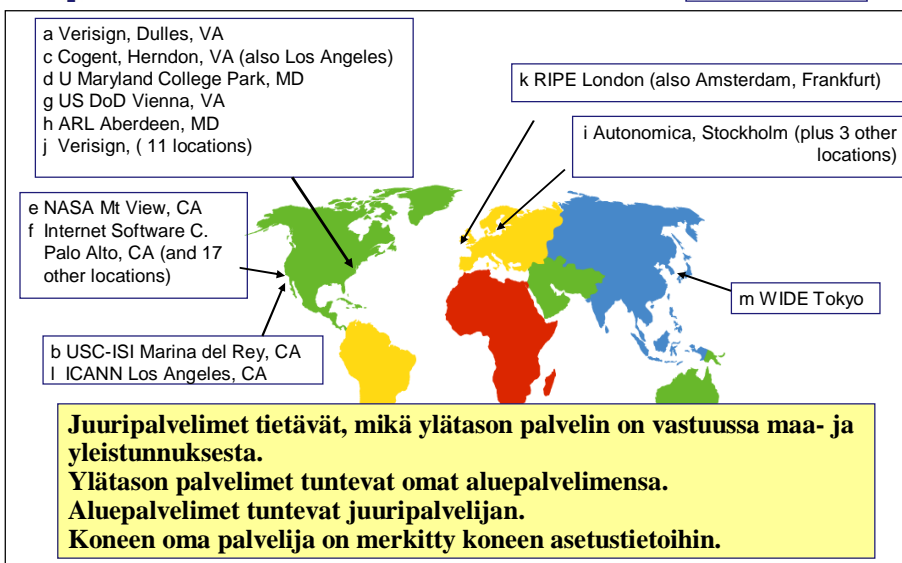 a Verisign, Dulles, VA
c Cogent, Herndon, VA (also Los Angeles)
d U Maryland College Park, MD
g US DoD Vienna, VA
h ARL Aberdeen, MD
j Verisign, ( 11 locations)
k RIPE London (also Amsterdam, Frankfurt)
i Autonomica, Stockholm (plus 3 other
locations)
e NASA Mt View, CA
f Internet Software C.
Palo Alto, CA (and 17
other locations)
m WIDE Tokyo
b USC-ISI Marina del Rey, CA
l ICANN Los Angeles, CA
Juuripalvelimet tietävät, mikä ylätason palvelin on vastuussa maa- ja
yleistunnuksesta.
Ylätason palvelimet tuntevat omat aluepalvelimensa.
Aluepalvelimet tuntevat juuripalvelijan.
Koneen oma palvelija on merkitty koneen asetustietoihin.